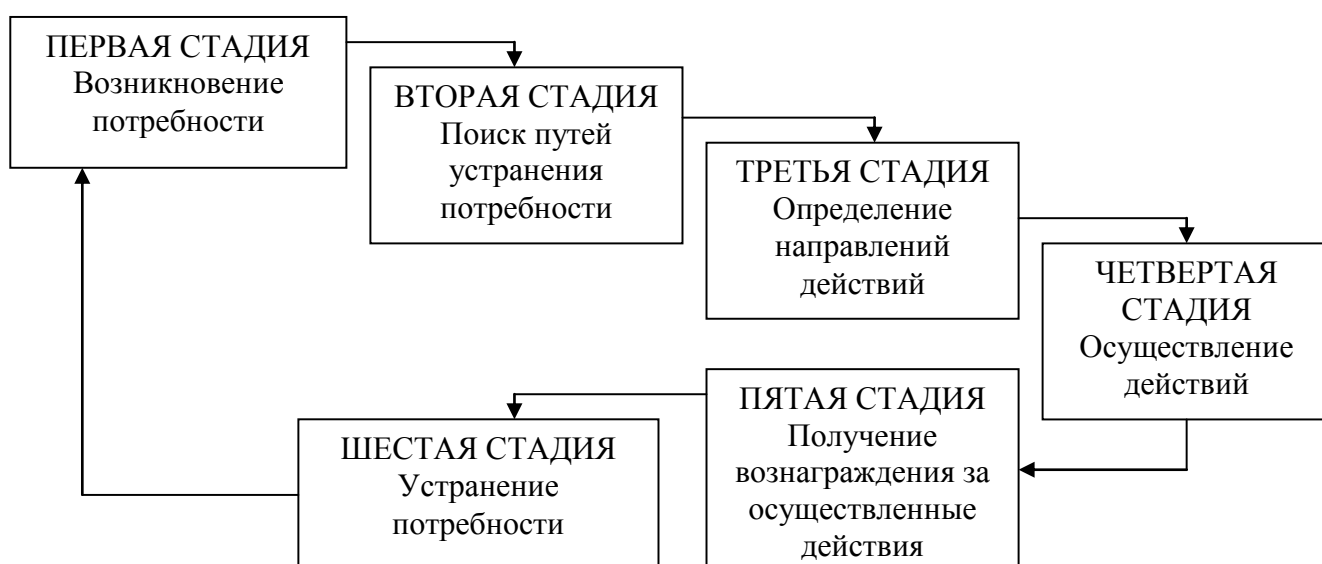 ПЕРВАЯ СТАДИЯ
Возникновение
потребности
ВТОРАЯ СТАДИЯ
Поиск путей
устранения
потребности
ТРЕТЬЯ СТАДИЯ
Определение
направлений
действий
ЧЕТВЕРТАЯ
СТАДИЯ
Осуществление
действий
ПЯТАЯ СТАДИЯ
Получение
вознаграждения за
осуществленные
действия
ШЕСТАЯ СТАДИЯ
Устранение
потребности